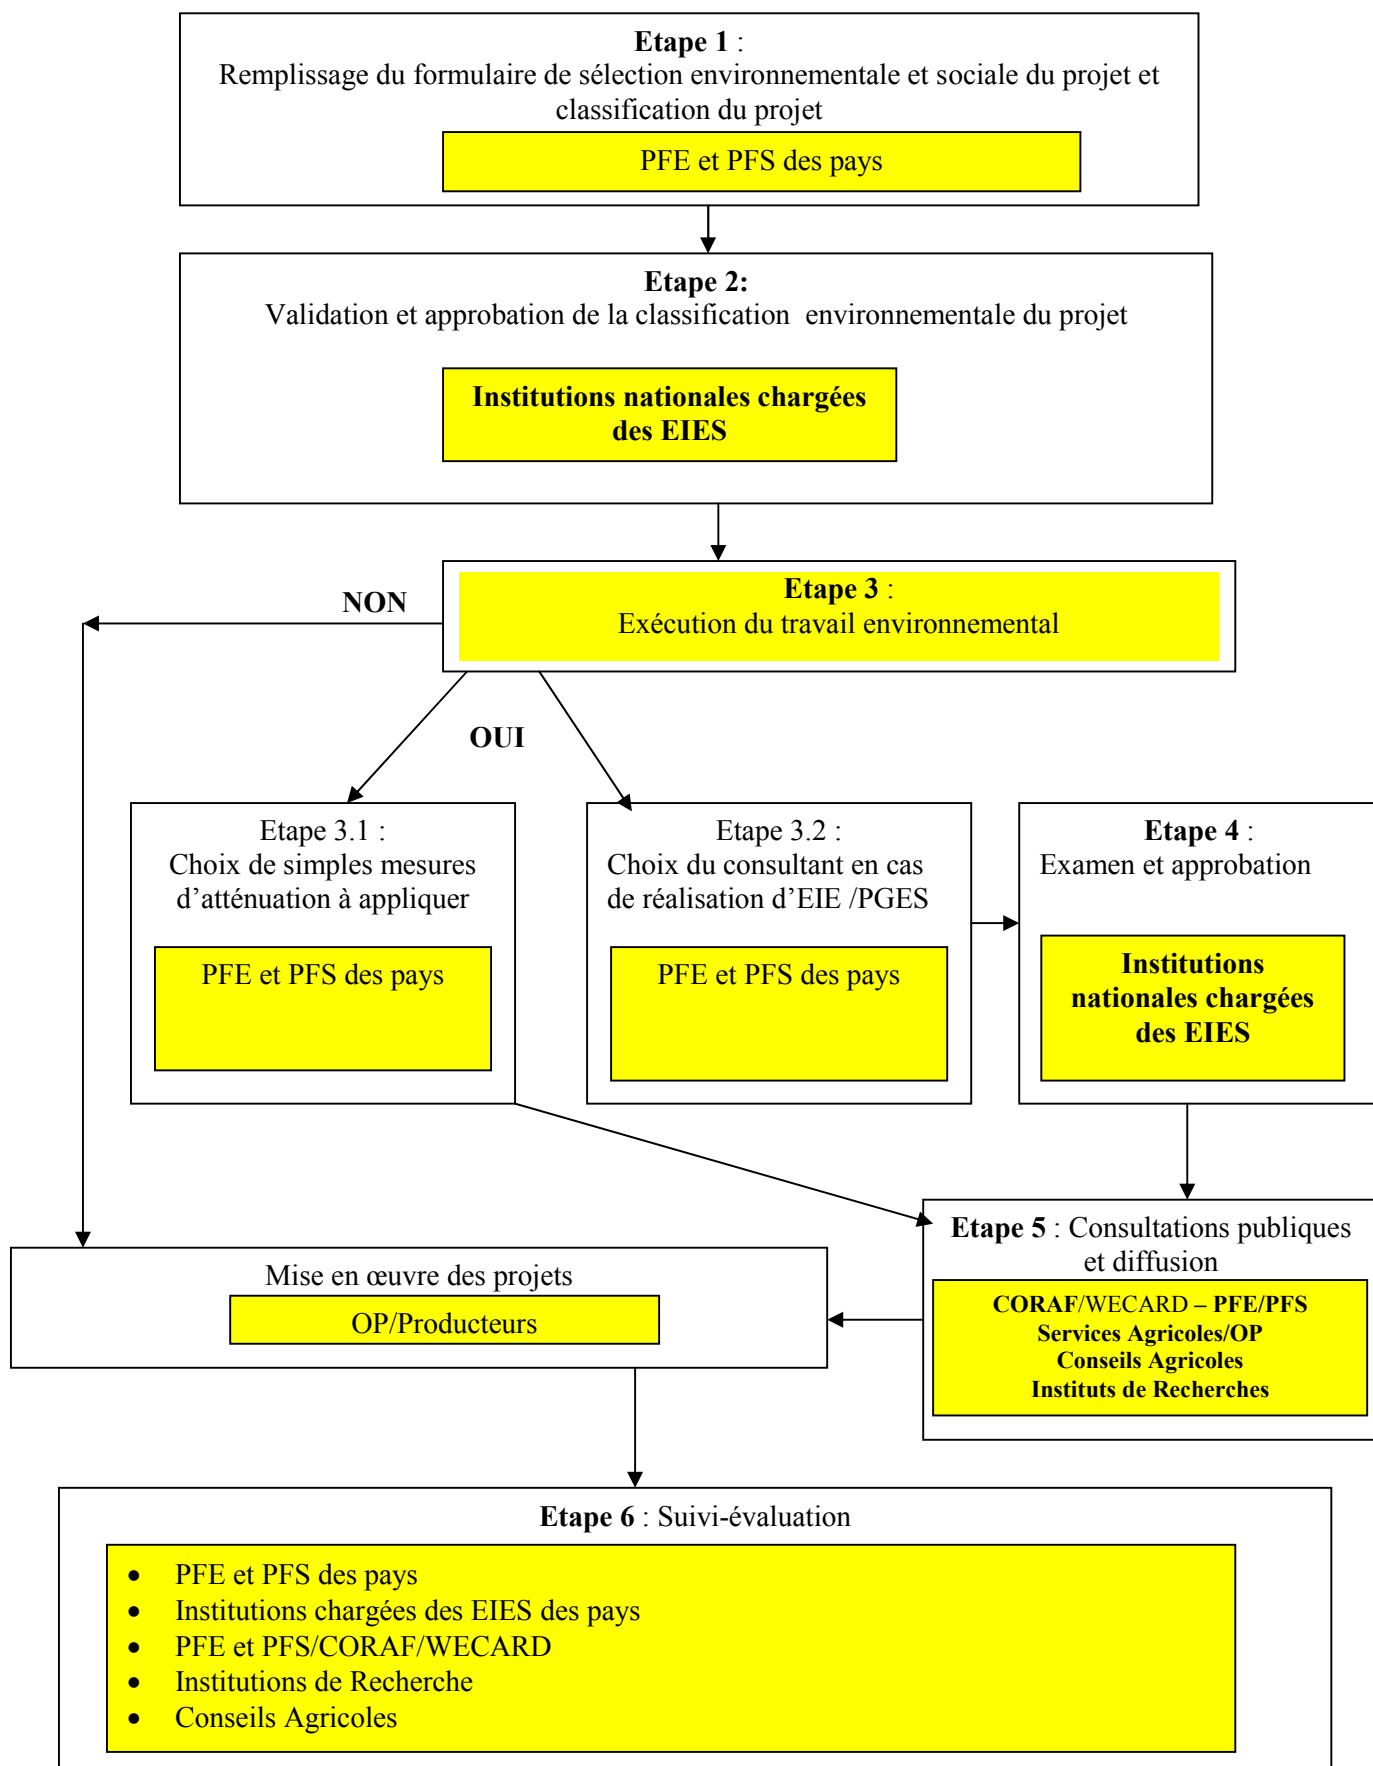 Etape 1 :
Remplissage du formulaire de sélection environnementale et sociale du projet et
classification du projet
PFE et PFS des pays
Etape 2:
Validation et approbation de la classification environnementale du projet
Institutions nationales chargées
des EIES
Etape 3 :
Exécution du travail environnemental
NON
OUI
Etape 3.1 :
Choix de simples mesures
d’atténuation à appliquer
PFE et PFS des pays
Etape 3.2 :
Choix du consultant en cas
de réalisation d’EIE /PGES
PFE et PFS des pays
Etape 4 :
Examen et approbation
Institutions
nationales chargées
des EIES
Etape 5 : Consultations publiques
et diffusion
CORAF/WECARD – PFE/PFS
Services Agricoles/OP
Conseils Agricoles
Instituts de Recherches
Mise en œuvre des projets
OP/Producteurs
Etape 6 : Suivi-évaluation
• PFE et PFS des pays
• Institutions chargées des EIES des pays
• PFE et PFS/CORAF/WECARD
• Institutions de Recherche
• Conseils Agricoles